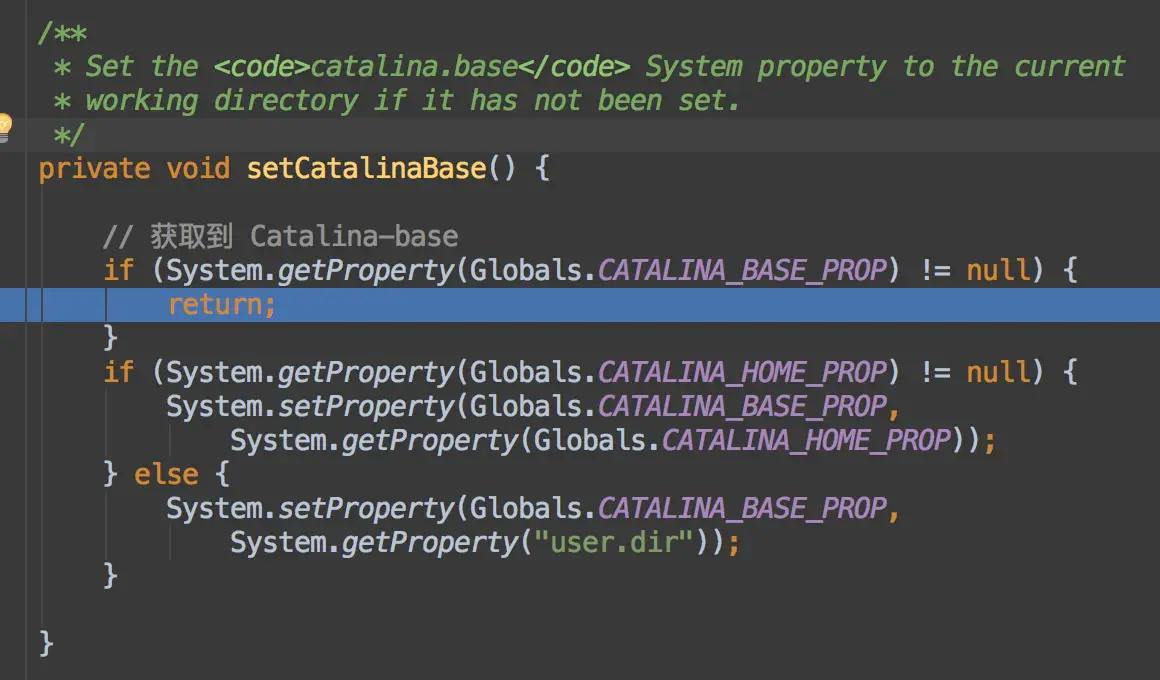 /**
 * Set the <code>catalina.base</code> System property to the current
 * working directory if it has not been set.
 */
private void setCatalinaBase() {
// 获取到 Catalina-base
if (System.getProperty(Globals.CATALINA_BASE_PROP) != null) {
return;
}
if (System.getProperty(Globals.CATALINA_HOME_PROP) != null) {
System.setProperty(Globals.CATALINA_BASE_PROP,
System.getProperty(Globals.CATALINA_HOME_PROP));
} else {
System.setProperty(Globals.CATALINA_BASE_PROP,
System.getProperty("user.dir"));
}
}